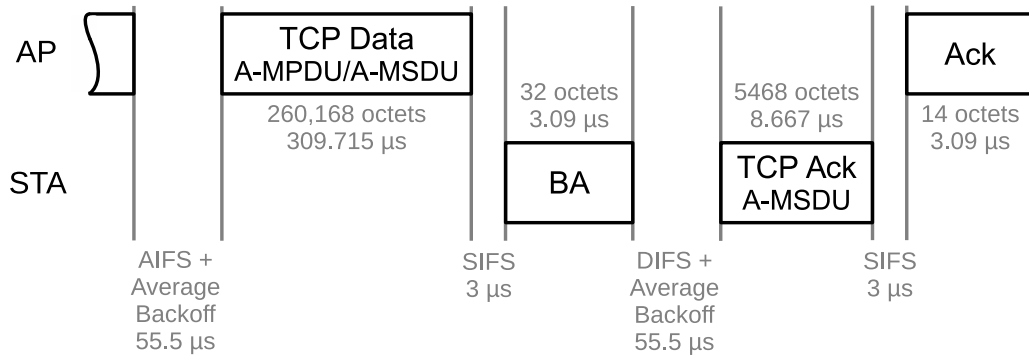 AP
TCP Data
A-MPDU/A-MSDU
260,168 octets
309.715 µs
32 octets
3.09 µs
5468 octets
8.667 µs
Ack
14 octets
3.09 µs
STA
BA
TCP Ack
A-MSDU
AIFS +
Average
Backoff
55.5 µs
SIFS
3 µs
DIFS +
Average
Backoff
55.5 µs
SIFS
3 µs